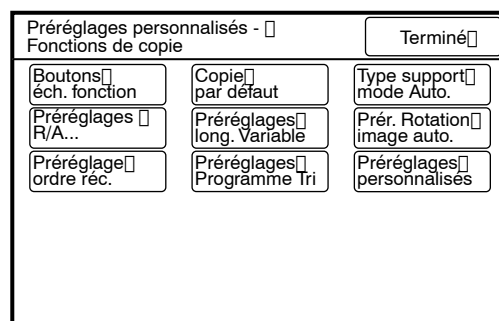 Préréglages personnalisés -
Fonctions de copie
Terminé
Boutons
éch. fonction
Copie
par défaut
Type support
mode Auto.
Préréglages
R/A...
Préréglages
long. Variable
Prér. Rotation
image auto.
Préréglage
ordre réc.
Préréglages
Programme Tri
Préréglages
personnalisés